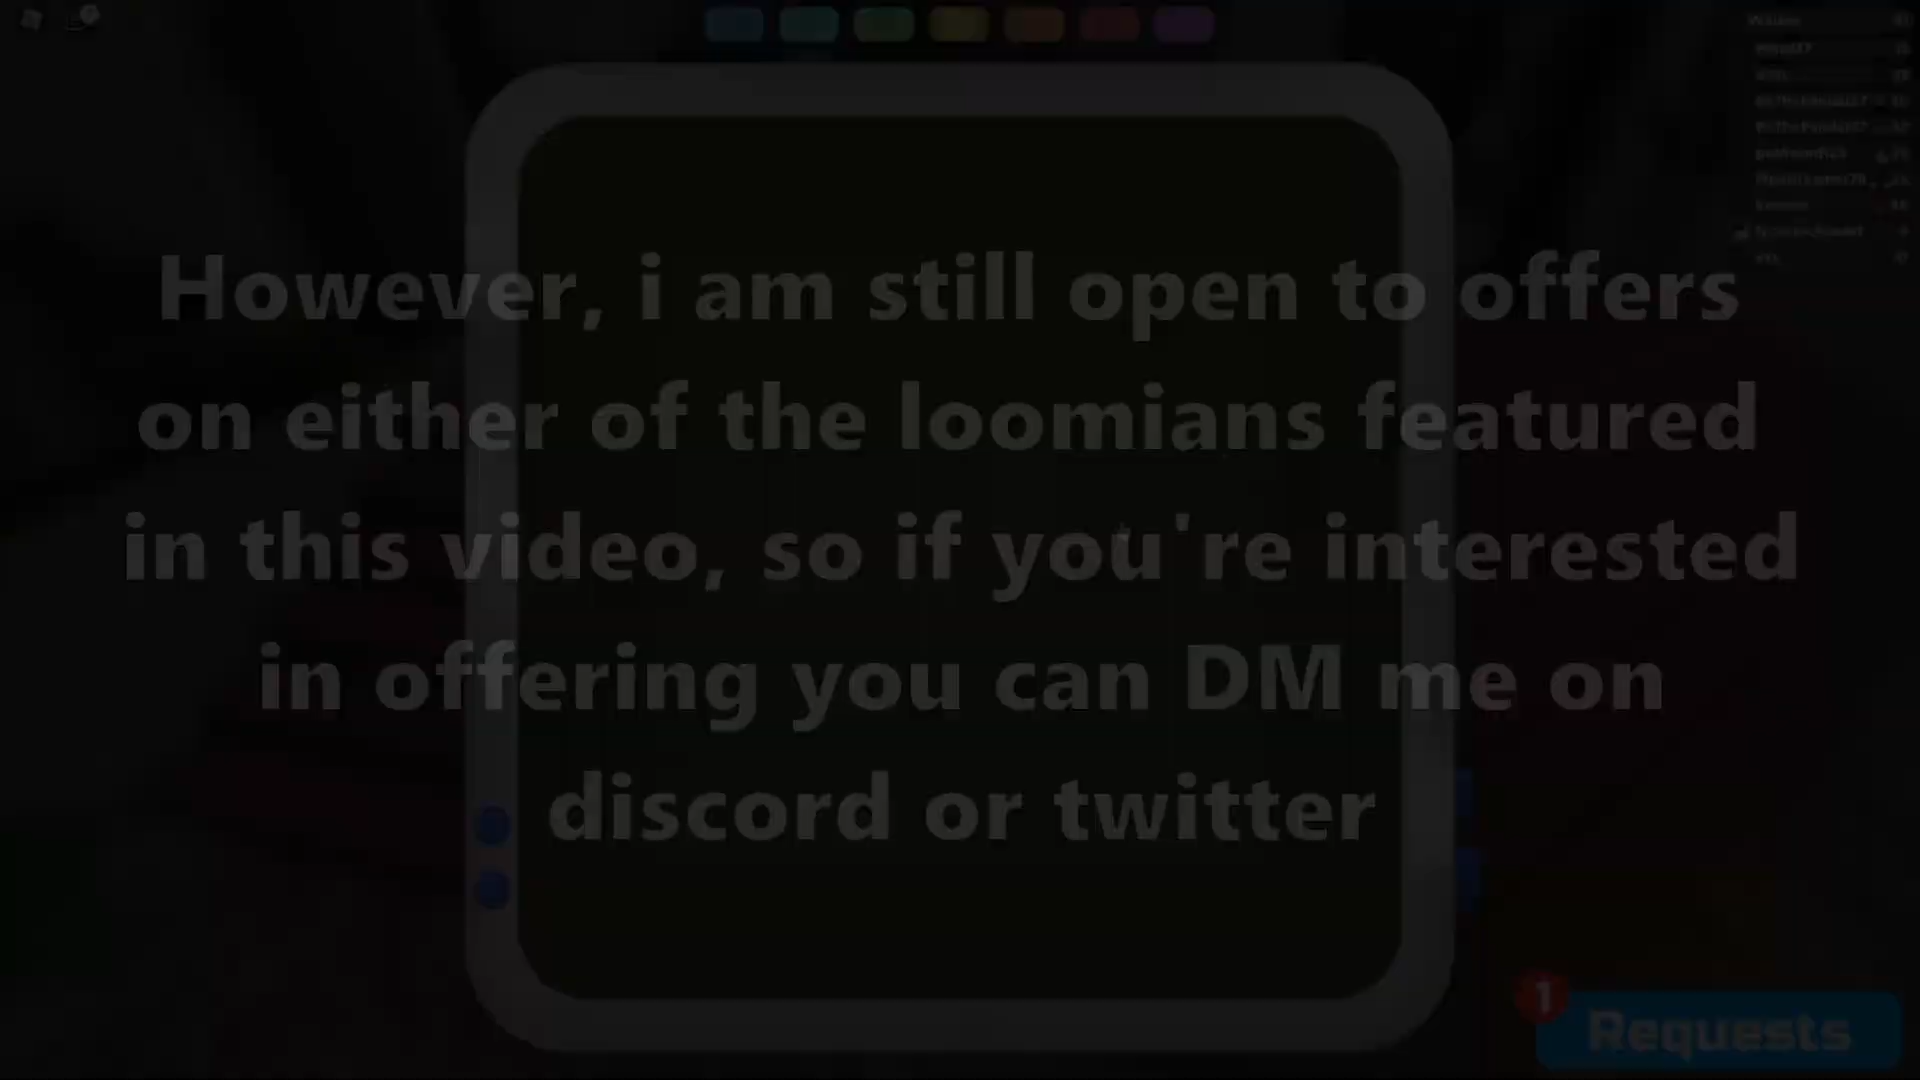 However, i am still open to offers
on either of the loomians featured
in this video, so if you're interested
in offering you can DM me on
discord or twitter
1
Requests